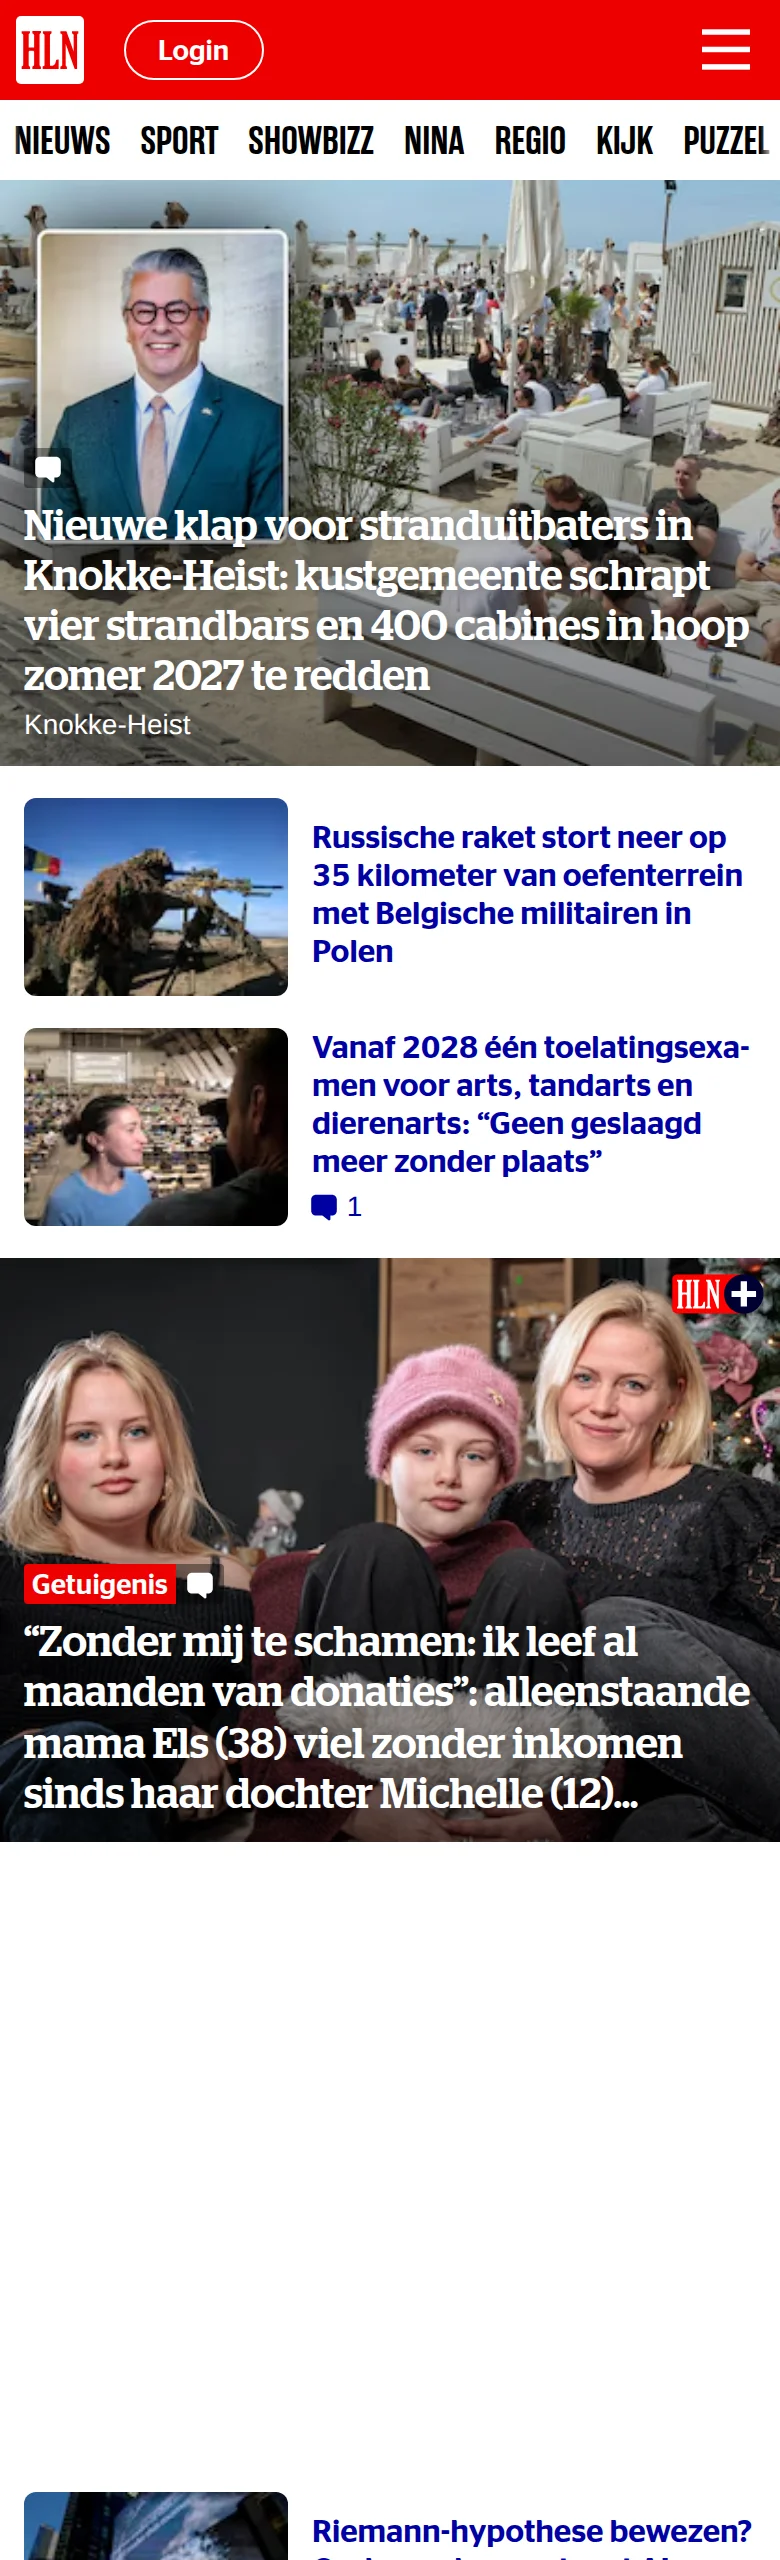 HLN
Login
NIEUWS SPORT SHOWBIZZ NINA REGIO KIJK PUZZEL
Nieuwe klap voor stranduitbaters in
Knokke-Heist: kustgemeente schrapt
vier strandbars en 400 cabines in hoop
zomer 2027 te redden
Knokke-Heist
Russische raket stort neer op
35 kilometer van oefenterrein
met Belgische militairen in
Polen
Vanaf 2028 één toelatingsexa-
men voor arts, tandarts en
dierenarts: “Geen geslaagd
meer zonder plaats”
1
HLN+
Getuigenis
“Zonder mij te schamen: ik leef al
maanden van donaties”: alleenstaande
mama Els (38) viel zonder inkomen
sinds haar dochter Michelle (12)...
Riemann-hypothese bewezen?